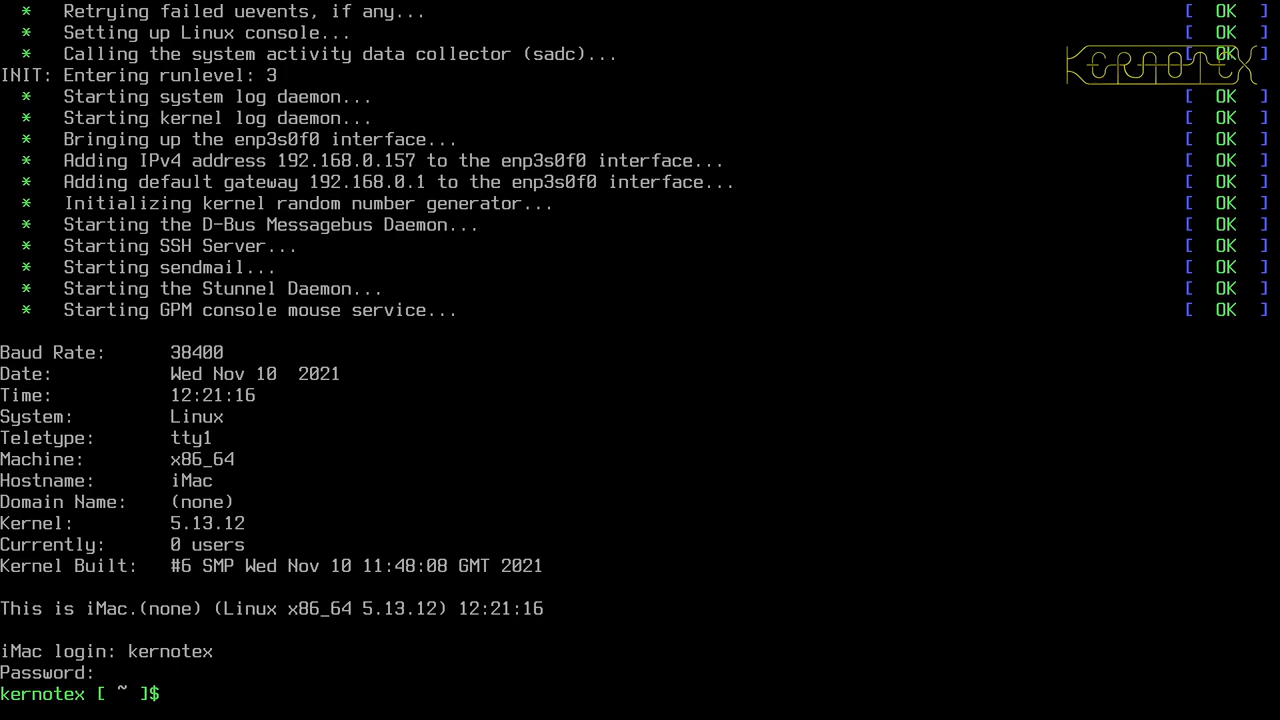 * Retrying failed uevents, if any... [ OK ]
* Setting up Linux console... [ OK ]
* Calling the system activity data collector (sadc)... [ OK ]
KERNOTEX
INIT: Entering runlevel: 3
* Starting system log daemon... [ OK ]
* Starting kernel log daemon... [ OK ]
* Bringing up the enp3s0f0 interface... [ OK ]
* Adding IPv4 address 192.168.0.157 to the enp3s0f0 interface... [ OK ]
* Adding default gateway 192.168.0.1 to the enp3s0f0 interface... [ OK ]
* Initializing kernel random number generator... [ OK ]
* Starting the D-Bus Messagebus Daemon... [ OK ]
* Starting SSH Server... [ OK ]
* Starting sendmail... [ OK ]
* Starting the Stunnel Daemon... [ OK ]
* Starting GPM console mouse service... [ OK ]
Baud Rate: 38400
Date: Wed Nov 10 2021
Time: 12:21:16
System: Linux
Teletype: tty1
Machine: x86_64
Hostname: iMac
Domain Name: (none)
Kernel: 5.13.12
Currently: 0 users
Kernel Built: #6 SMP Wed Nov 10 11:48:08 GMT 2021
This is iMac.(none) (Linux x86_64 5.13.12) 12:21:16
iMac login: kernotex
Password:
kernotex [ ~ ]$